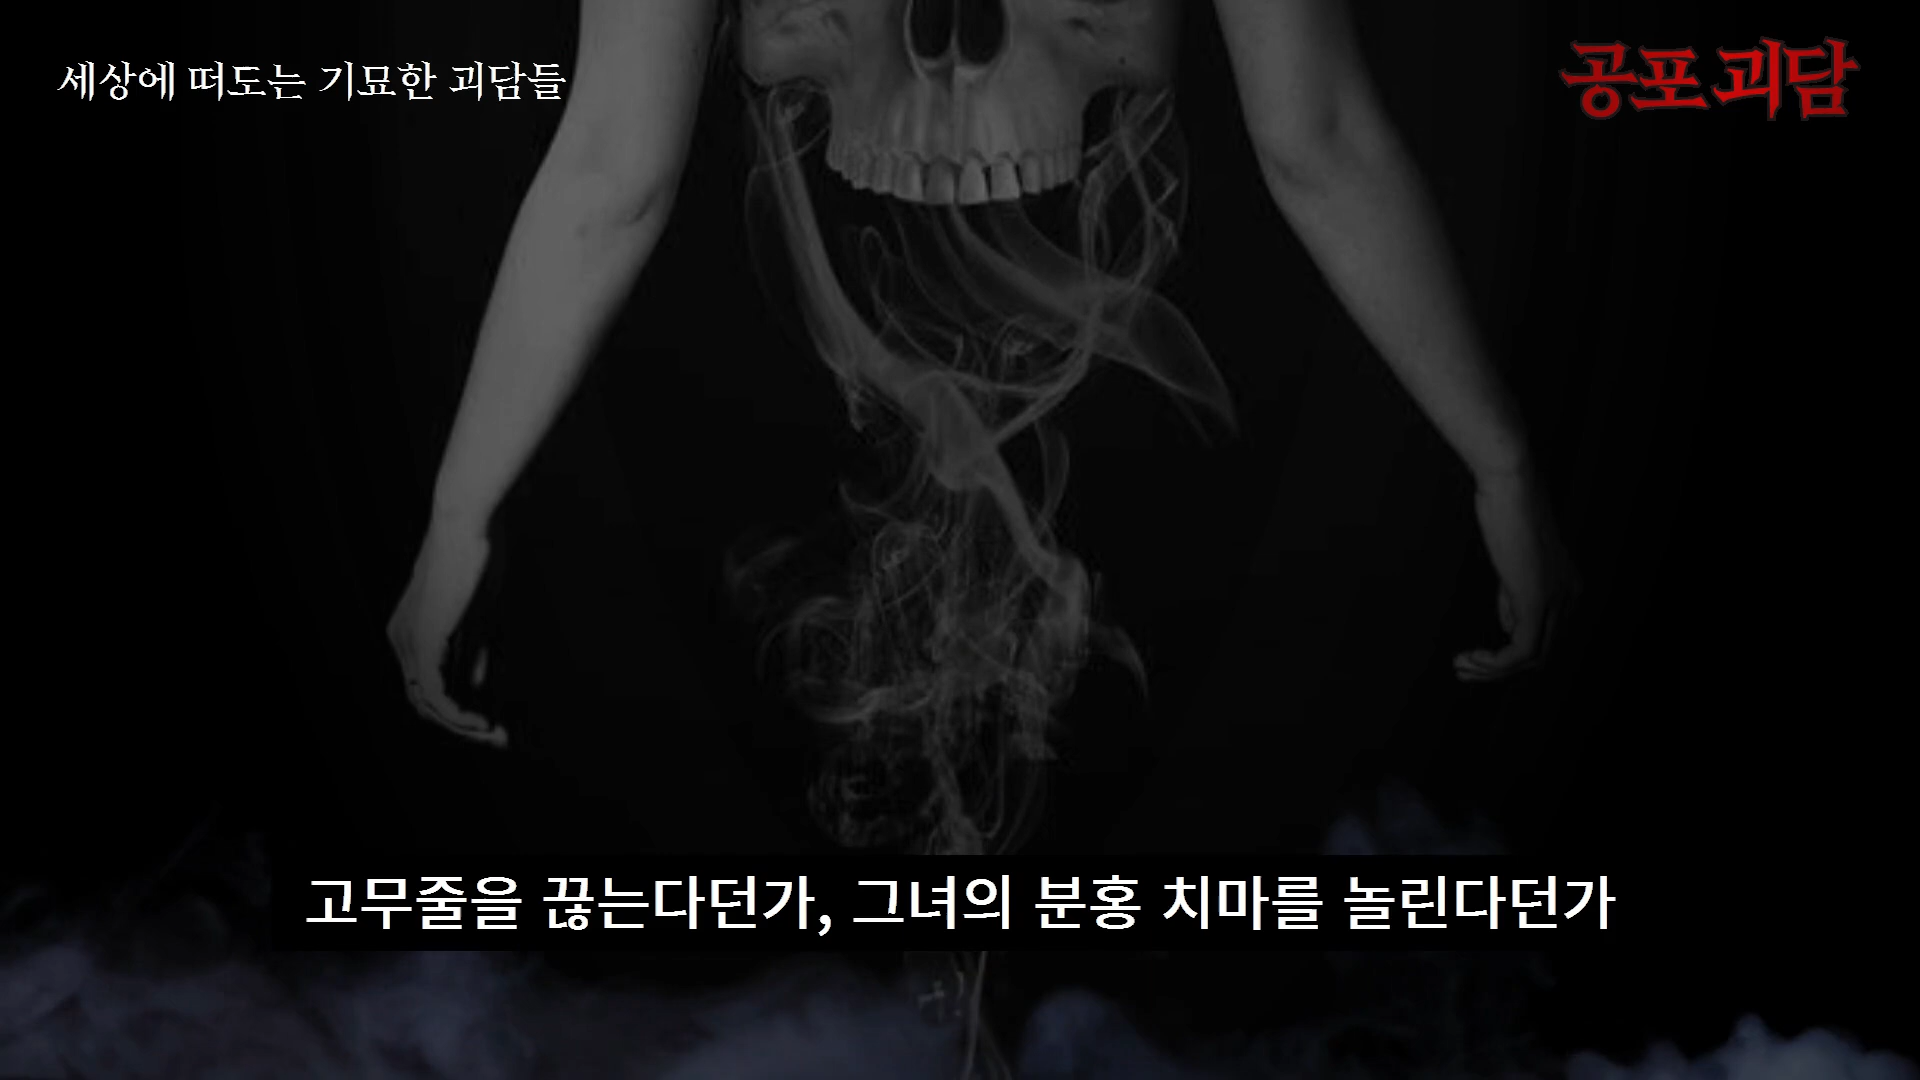 세상에 떠도는 기묘한 괴담들
공포괴담
고무줄을 끊는다던가, 그녀의 분홍 치마를 놀린다던가